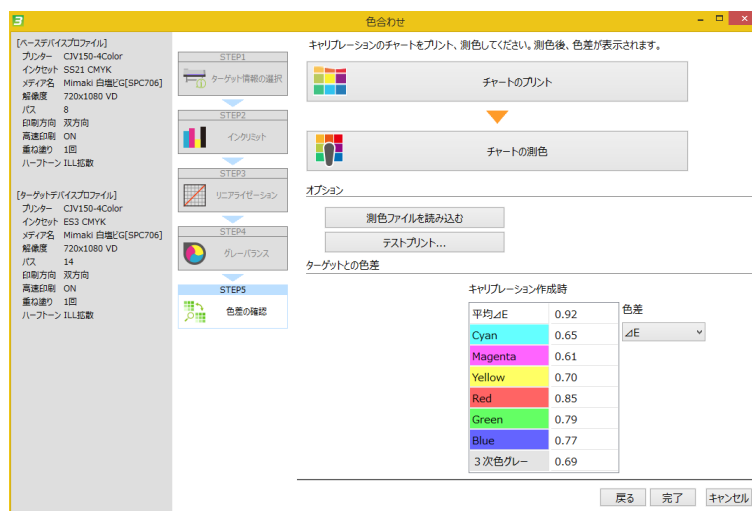 3
色合わせ
[ベースデバイスプロファイル]
プリンター CJV150-4Color
インクセット SS21 CMYK
メディア名 Mimaki 白塩ビG[SPC706]
解像度 720x1080 VD
パス 8
印刷方向 双方向
高速印刷 ON
重ね塗り 1回
ハーフトーン ILL拡散
[ターゲットデバイスプロファイル]
プリンター CJV150-4Color
インクセット ES3 CMYK
メディア名 Mimaki 白塩ビG[SPC706]
解像度 720x1080 VD
パス 14
印刷方向 双方向
高速印刷 ON
重ね塗り 1回
ハーフトーン ILL拡散
STEP1
ターゲット情報の選択
STEP2
インクリミット
STEP3
リニアライゼーション
STEP4
グレーバランス
STEP5
色差の確認
キャリブレーションのチャートをプリント、測色してください。測色後、色差が表示されます。
チャートのプリント
チャートの測色
オプション
測色ファイルを読み込む
テストプリント...
ターゲットとの色差
キャリブレーション作成時
平均⊿E 0.92
Cyan 0.65
Magenta 0.61
Yellow 0.70
Red 0.85
Green 0.79
Blue 0.77
3次色グレー 0.69
色差
⊿E
戻る 完了 キャンセル